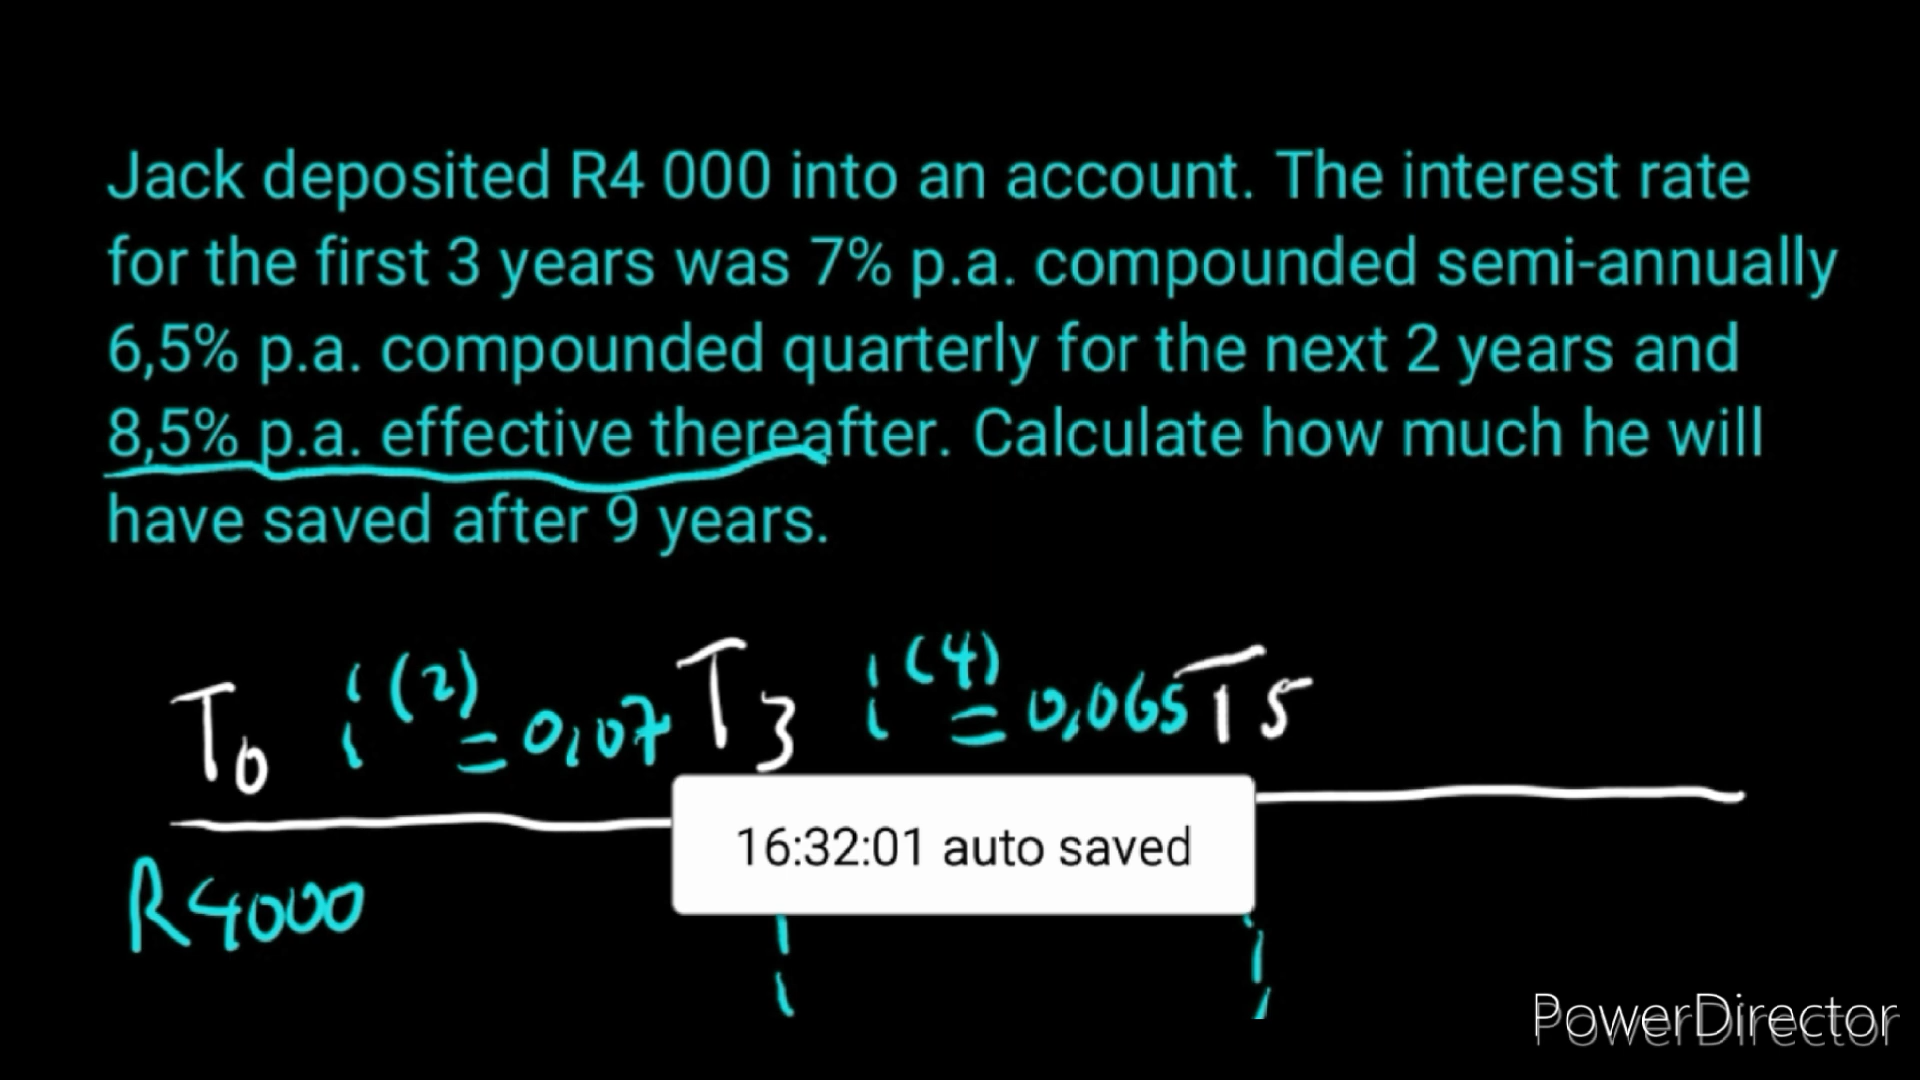 Jack deposited R4 000 into an account. The interest rate
for the first 3 years was 7% p.a. compounded semi-annually
6,5% p.a. compounded quarterly for the next 2 years and
8,5% p.a. effective thereafter. Calculate how much he will
have saved after 9 years.
T0 i(2) = 0,07 T3 i(4) = 0,065 T5
16:32:01 auto saved
R4000
PowerDirector